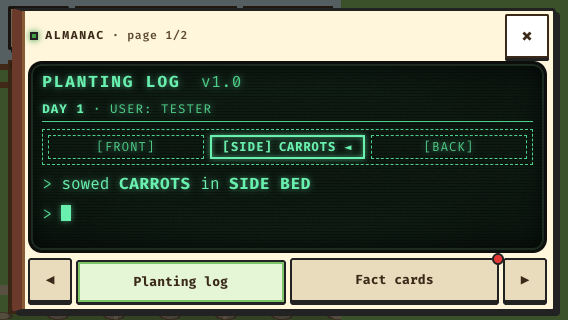 ALMANAC · page 1/2
✖
PLANTING LOG v1.0
DAY 1 · USER: TESTER
[FRONT] [SIDE] CARROTS ◄ [BACK]
> sowed CARROTS in SIDE BED
>
◄ Planting log Fact cards ►